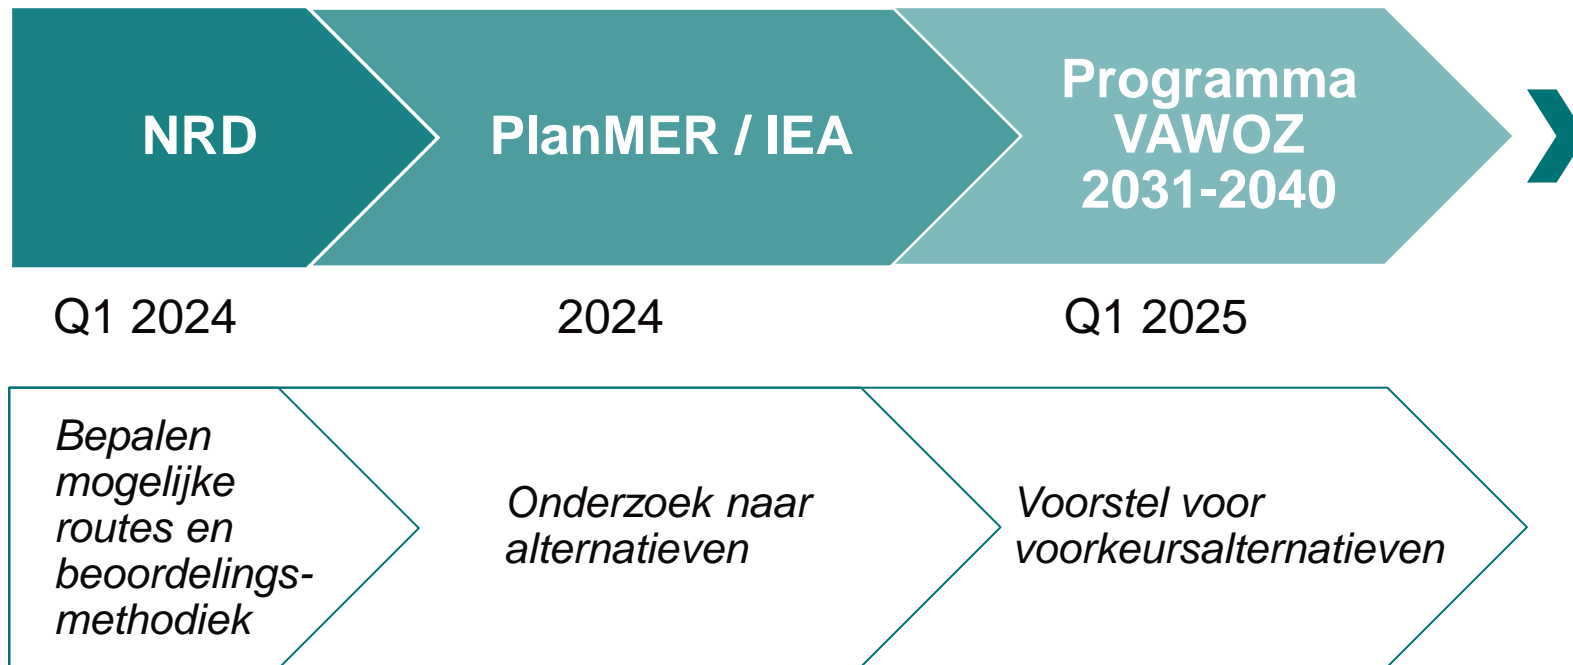 NRD
PlanMER / IEA
Programma
VAWOZ
2031-2040
Q1 2024
2024
Q1 2025
Bepalen
mogelijke
routes en
beoordelings-
methodiek
Onderzoek naar
alternatieven
Voorstel voor
voorkeursalternatieven